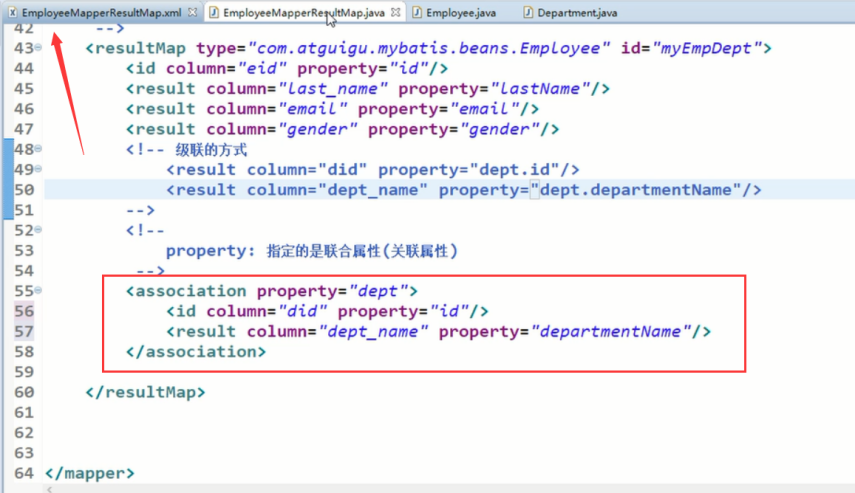 EmployeeMapperResultMap.xml EmployeeMapperResultMap.java Employee.java Department.java
42 -->
43 <resultMap type="com.atguigu.mybatis.beans.Employee" id="myEmpDept">
44 <id column="eid" property="id"/>
45 <result column="last_name" property="lastName"/>
46 <result column="email" property="email"/>
47 <result column="gender" property="gender"/>
48 <!-- 级联的方式
49 <result column="did" property="dept.id"/>
50 <result column="dept_name" property="dept.departmentName"/>
51 -->
52 <!--
53 property: 指定的是联合属性(关联属性)
54 -->
55 <association property="dept">
56 <id column="did" property="id"/>
57 <result column="dept_name" property="departmentName"/>
58 </association>
59
60 </resultMap>
61
62
63
64 </mapper>